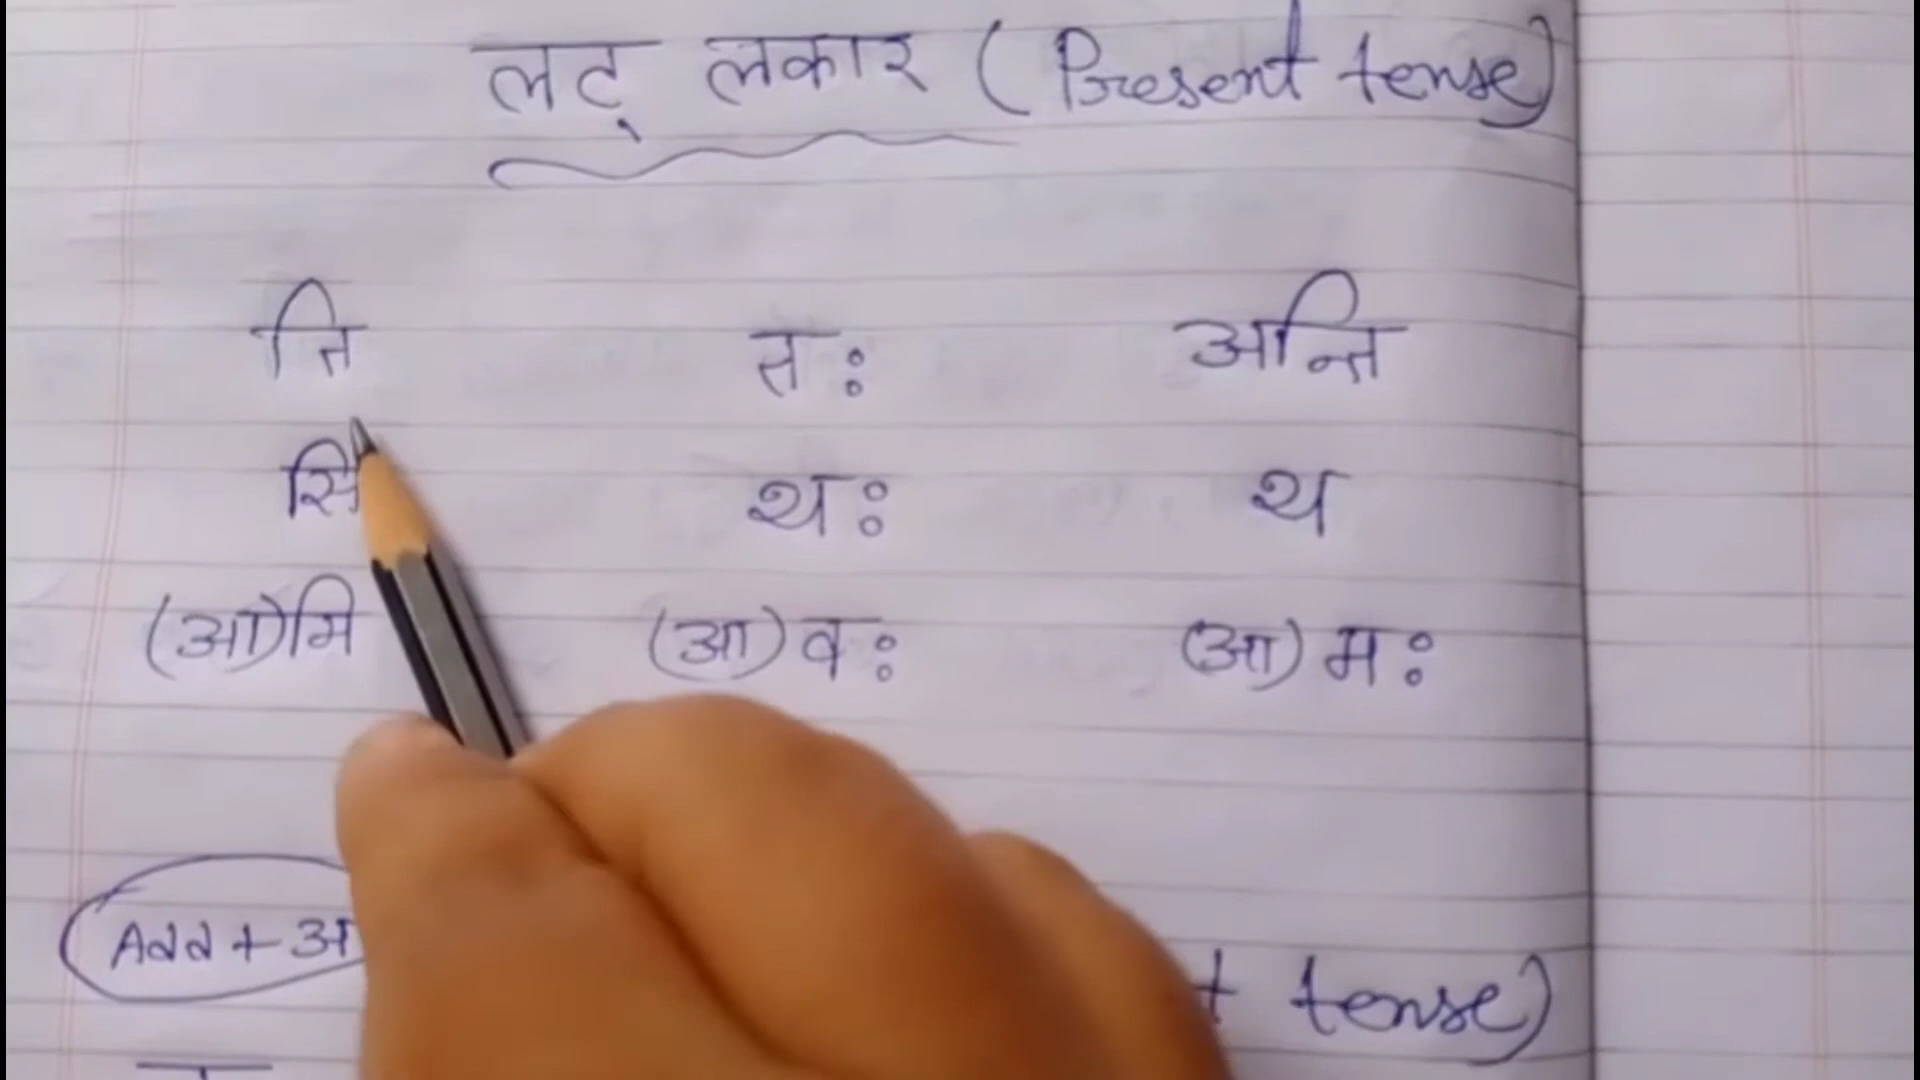 लट् लकार (Present tense)
ति तः अन्ति
सि थः थ
(आ)मि (आ)वः (आ)मः
Add + अ
tense)